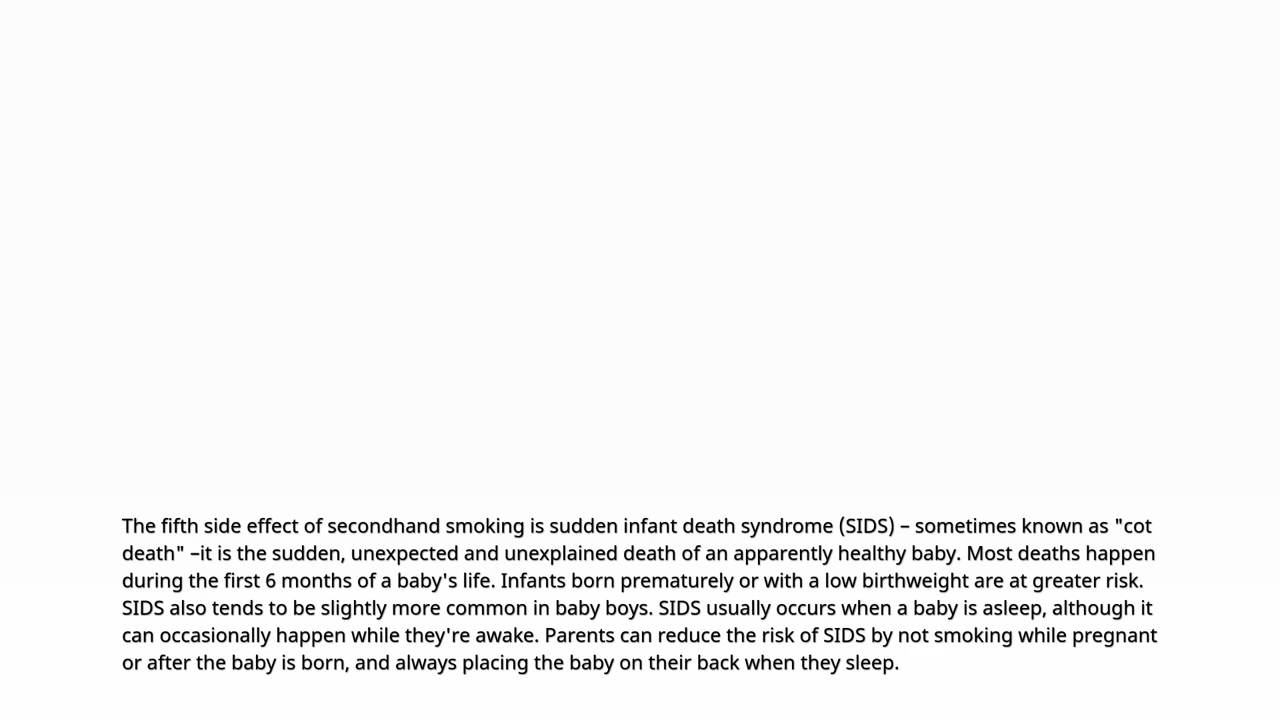 The fifth side effect of secondhand smoking is sudden infant death syndrome (SIDS) – sometimes known as "cot
death" –it is the sudden, unexpected and unexplained death of an apparently healthy baby. Most deaths happen
during the first 6 months of a baby's life. Infants born prematurely or with a low birthweight are at greater risk.
SIDS also tends to be slightly more common in baby boys. SIDS usually occurs when a baby is asleep, although it
can occasionally happen while they're awake. Parents can reduce the risk of SIDS by not smoking while pregnant
or after the baby is born, and always placing the baby on their back when they sleep.